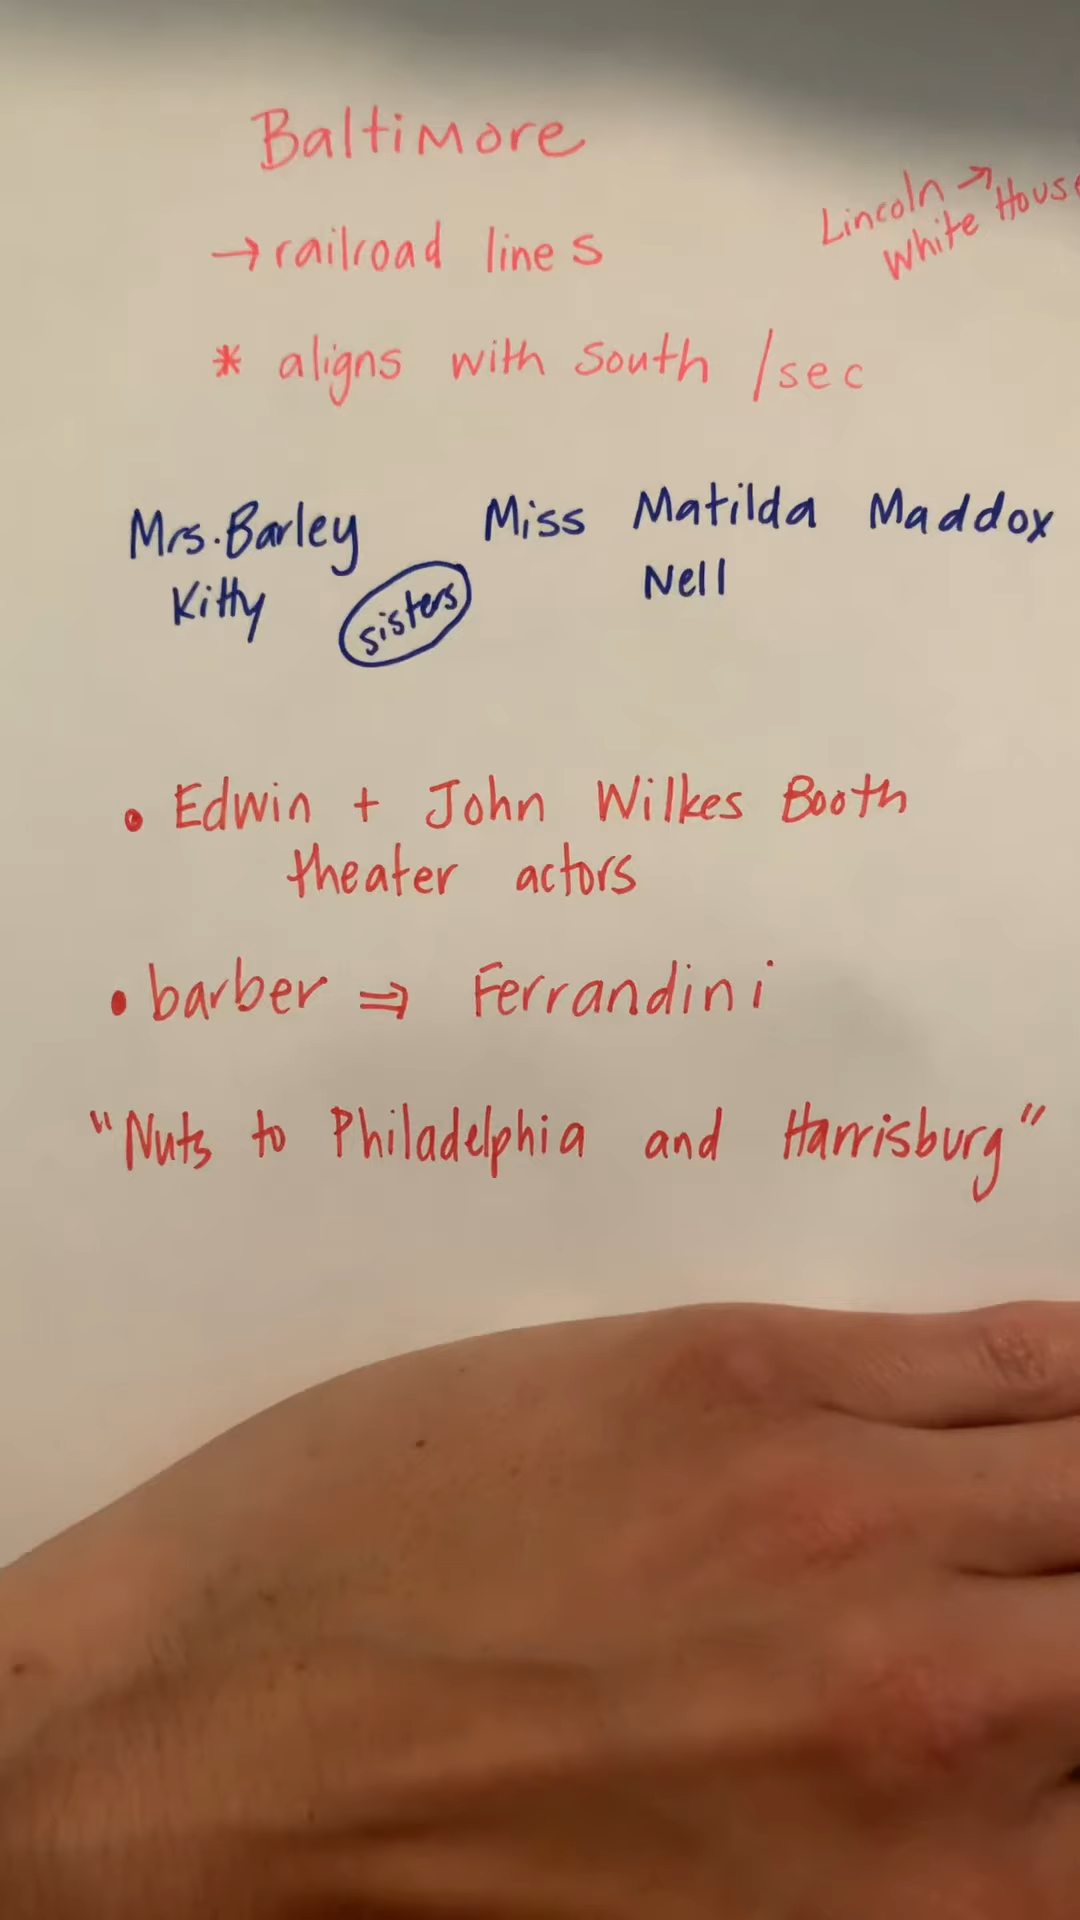 Baltimore
→ railroad lines
Lincoln → White House
* aligns with South /sec
Mrs. Barley Miss Matilda Maddox
Kitty sisters Nell
• Edwin + John Wilkes Booth
theater actors
• barber ⇒ Ferrandini
"Nuts to Philadelphia and Harrisburg"